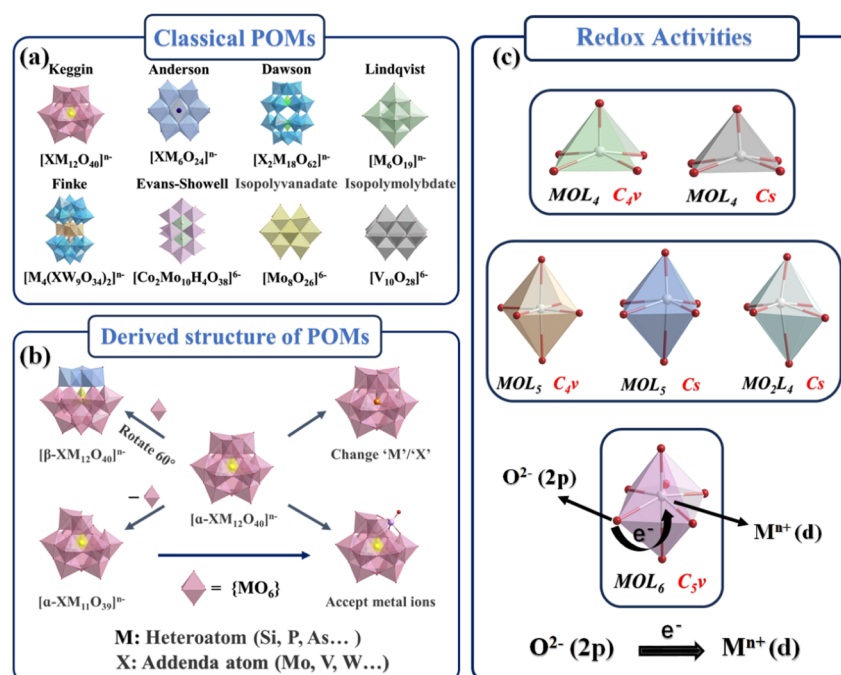 Classical POMs
(a)
Keggin Anderson Dawson Lindqvist
[XM₁₂O₄₀]ⁿ⁻ [XM₆O₂₄]ⁿ⁻ [X₂M₁₈O₆₂]ⁿ⁻ [M₆O₁₉]ⁿ⁻
Finke Evans-Showell Isopolyvanadate Isopolymolybdate
[M₄(XW₉O₃₄)₂]ⁿ⁻ [Co₂Mo₁₀H₄O₃₈]⁶⁻ [Mo₈O₂₆]⁶⁻ [V₁₀O₂₈]⁶⁻
Derived structure of POMs
(b)
Rotate 60°
[β-XM₁₂O₄₀]ⁿ⁻
Change ‘M’/‘X’
[α-XM₁₂O₄₀]ⁿ⁻
−
[α-XM₁₁O₃₉]ⁿ⁻
= {MO₆}
Accept metal ions
M: Heteroatom (Si, P, As… )
X: Addenda atom (Mo, V, W…)
Redox Activities
(c)
MOL₄ C₄v MOL₄ Cs
MOL₅ C₄v MOL₅ Cs MO₂L₄ Cs
O²⁻ (2p)
e⁻
Mⁿ⁺ (d)
MOL₆ C₅v
e⁻
O²⁻ (2p) Mⁿ⁺ (d)